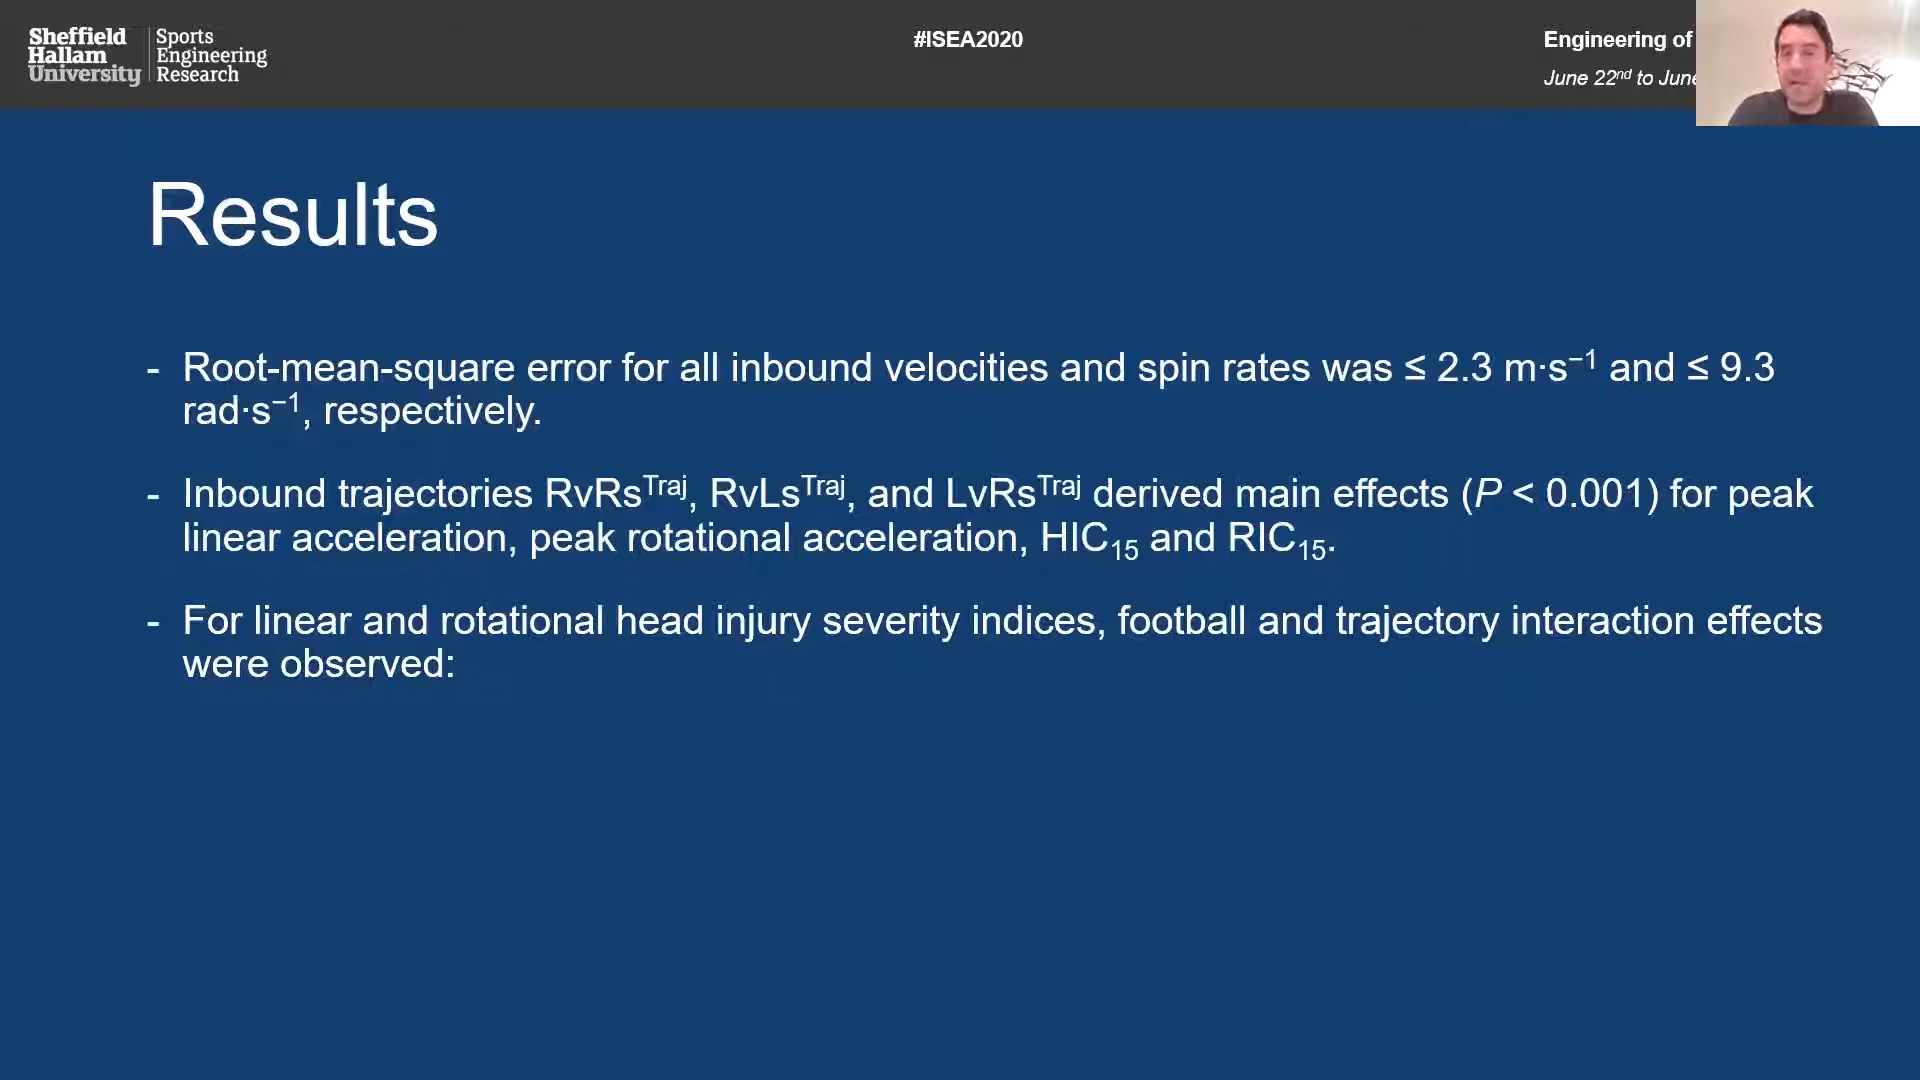 Sheffield
Hallam
University
Sports
Engineering
Research
#ISEA2020
Engineering of
June 22nd to June
Results
- Root-mean-square error for all inbound velocities and spin rates was ≤ 2.3 m·s⁻¹ and ≤ 9.3
rad·s⁻¹, respectively.
- Inbound trajectories RvRsTraj, RvLsTraj, and LvRsTraj derived main effects (P < 0.001) for peak
linear acceleration, peak rotational acceleration, HIC₁₅ and RIC₁₅.
- For linear and rotational head injury severity indices, football and trajectory interaction effects
were observed: